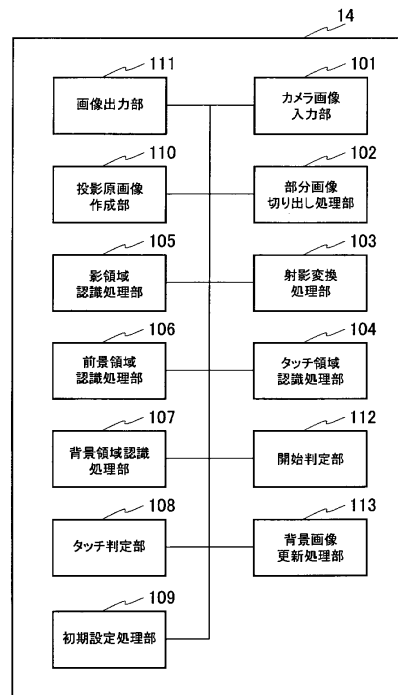 14
111
画像出力部
101
カメラ画像
入力部
110
投影原画像
作成部
102
部分画像
切り出し処理部
105
影領域
認識処理部
103
射影変換
処理部
106
前景領域
認識処理部
104
タッチ領域
認識処理部
107
背景領域認識
処理部
112
開始判定部
108
タッチ判定部
113
背景画像
更新処理部
109
初期設定処理部